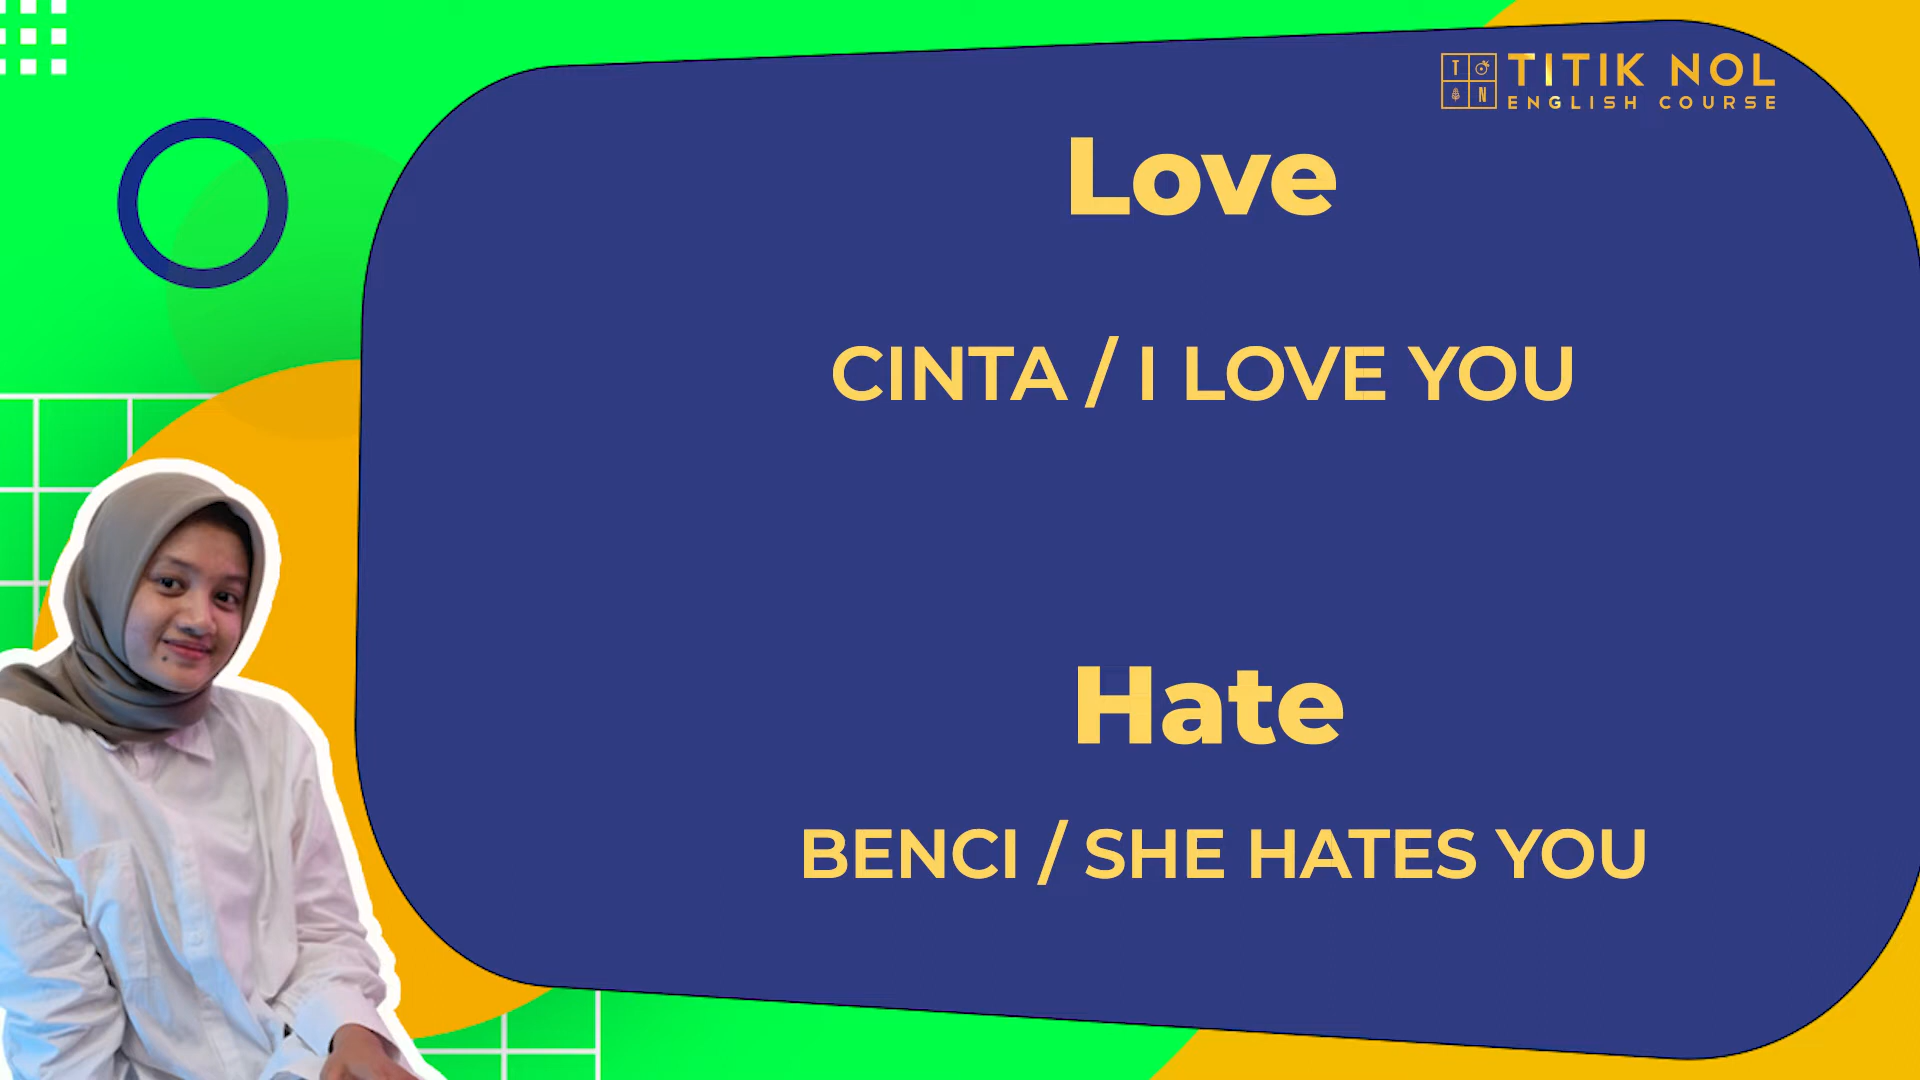 TITIK NOL
ENGLISH COURSE
T
N
Love
CINTA / I LOVE YOU
Hate
BENCI / SHE HATES YOU